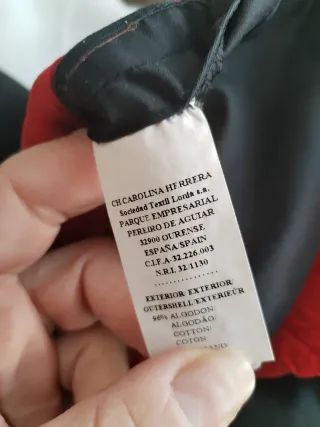 CH CAROLINA HERRERA
Sociedad Textil Lonia s.a.
PARQUE EMPRESARIAL
PEREIRO DE AGUIAR
32900 OURENSE
ESPAÑA/SPAIN
C.I.F.A-32.226.003
N.R.I. 32/1130
EXTERIOR/EXTERIOR/
OUTERSHELL/EXTERIEUR
96% ALGODON
ALGODÃO/
COTTON/
COTON